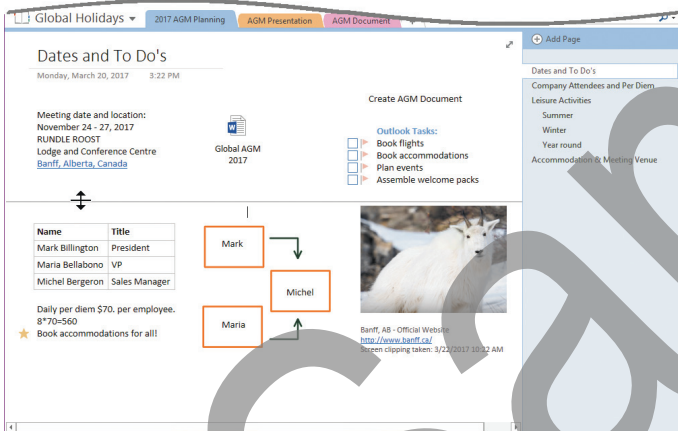 Global Holidays
2017 AGM Planning
AGM Presentation
AGM Document
+
Add Page
Dates and To Do's
Monday, March 20, 2017 3:22 PM
Meeting date and location:
November 24 - 27, 2017
RUNDLE ROOST
Lodge and Conference Centre
Banff, Alberta, Canada
Global AGM
2017
Create AGM Document
Outlook Tasks:
Book flights
Book accommodations
Plan events
Assemble welcome packs
Name Title
Mark Billington President
Maria Bellabono VP
Michel Bergeron Sales Manager
Daily per diem $70. per employee.
8*70=560
Book accommodations for all!
Mark
Michel
Maria
Banff, AB - Official Website
http://www.banff.ca/
Screen clipping taken: 3/22/2017 10:22 AM
Dates and To Do's
Company Attendees and Per Diem
Leisure Activities
Summer
Winter
Year round
Accommodation & Meeting Venue